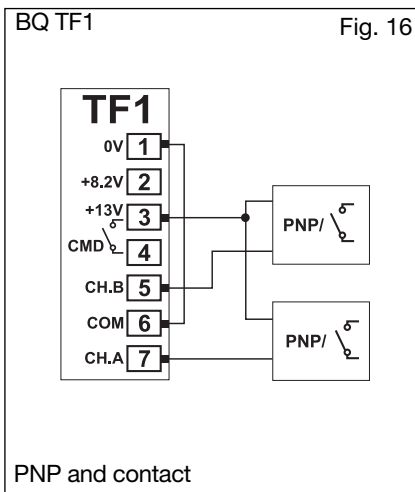 BQ TF1 Fig. 16
TF1
0V 1
+8.2V 2
+13V 3
CMD 4
CH.B 5
COM 6
CH.A 7
PNP/
PNP/
PNP and contact